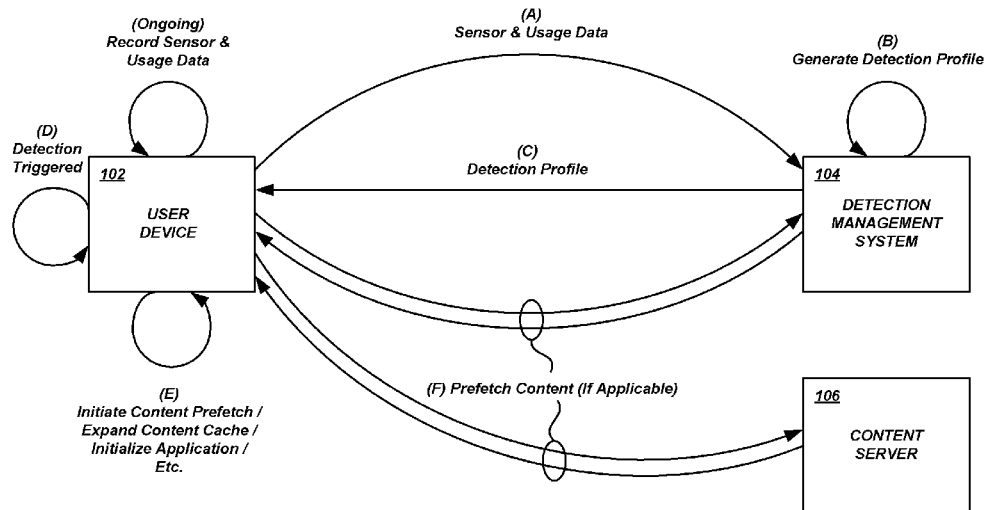 (Ongoing)
Record Sensor &
Usage Data
(A)
Sensor & Usage Data
(B)
Generate Detection Profile
(D)
Detection
Triggered
(C)
Detection Profile
102
USER
DEVICE
104
DETECTION
MANAGEMENT
SYSTEM
(E)
Initiate Content Prefetch /
Expand Content Cache /
Initialize Application /
Etc.
(F) Prefetch Content (If Applicable)
106
CONTENT
SERVER